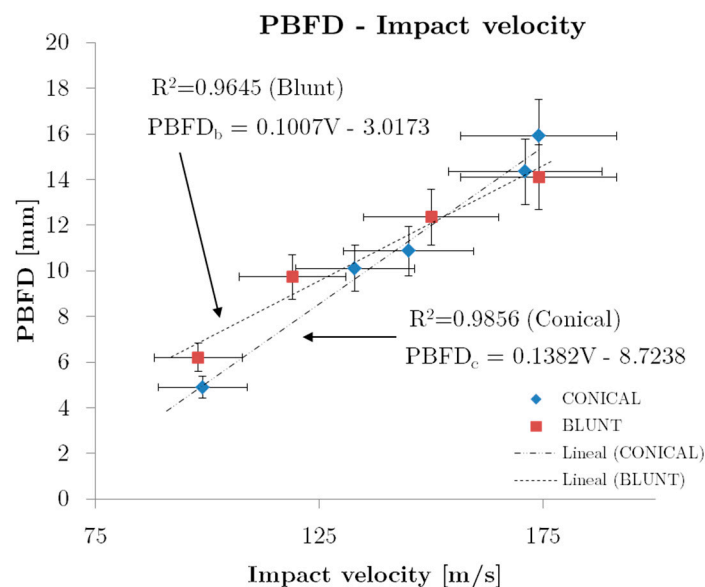 PBFD - Impact velocity
20
18
16
14
12
10
8
6
4
2
0
PBFD [mm]
R²=0.9645 (Blunt)
PBFD_b = 0.1007V - 3.0173
R²=0.9856 (Conical)
PBFD_c = 0.1382V - 8.7238
CONICAL
BLUNT
Lineal (CONICAL)
Lineal (BLUNT)
75 125 175
Impact velocity [m/s]